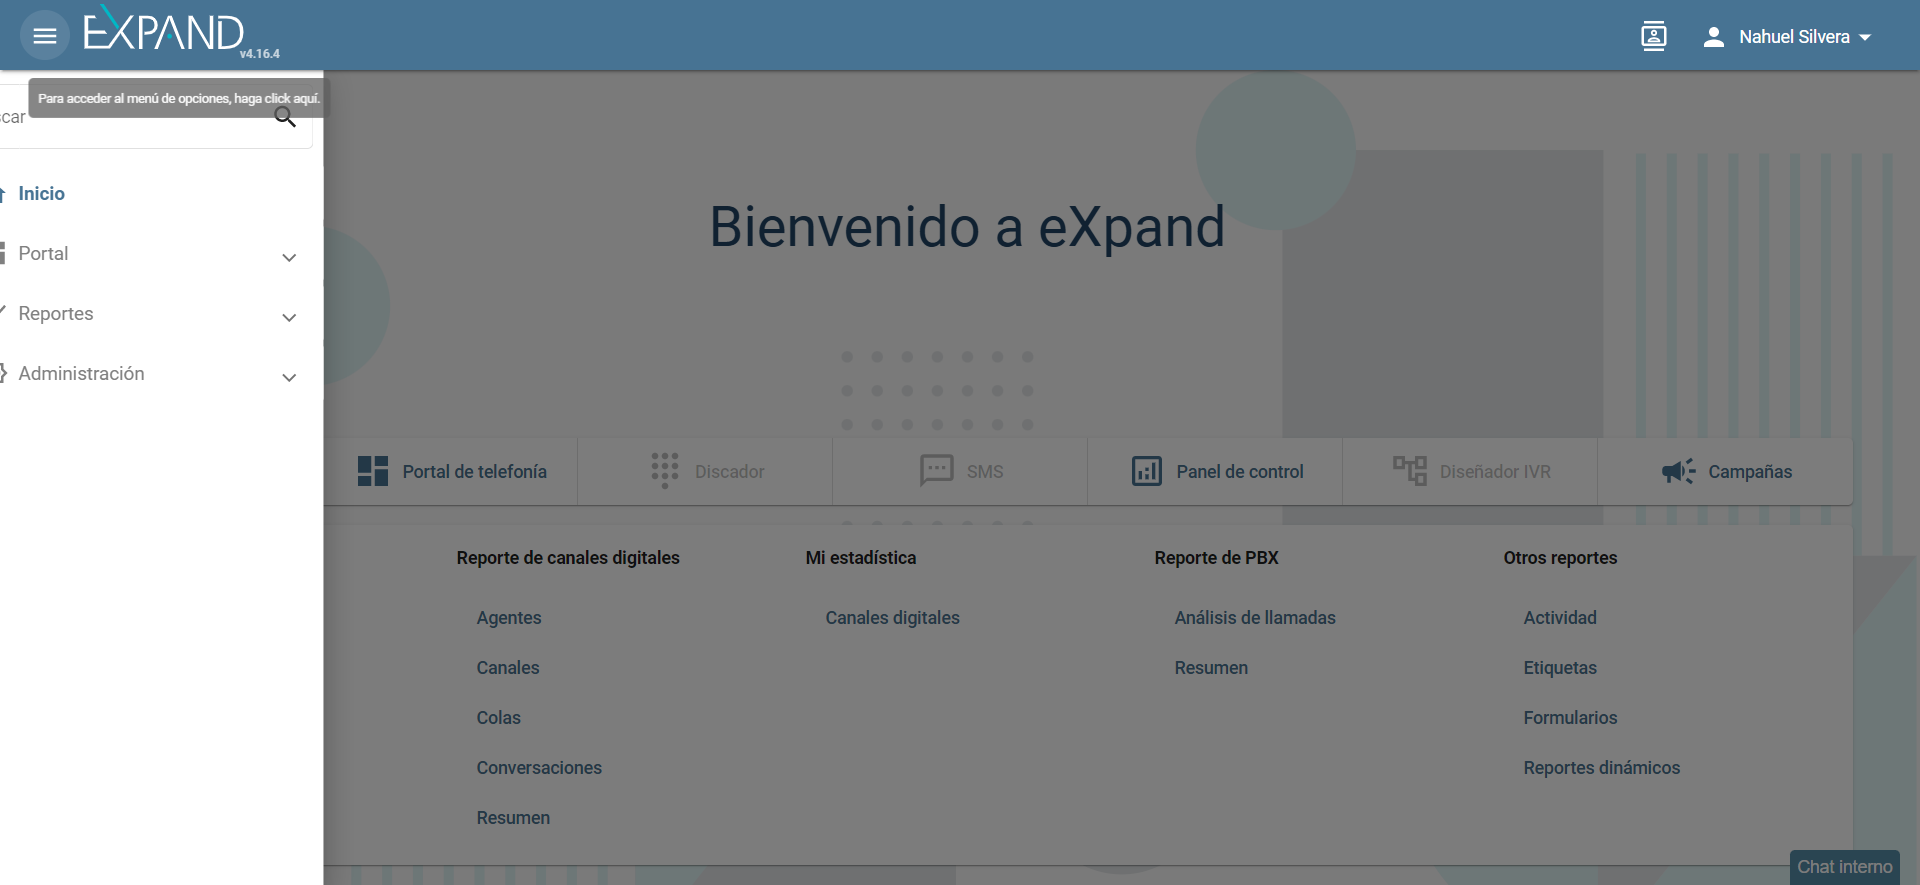 EXPAND
v4.16.4
Nahuel Silvera
Para acceder al menú de opciones, haga click aquí.
scar
Inicio
Portal
Reportes
Administración
Bienvenido a eXpand
Portal de telefonía
Discador
SMS
Panel de control
Diseñador IVR
Campañas
Reporte de canales digitales
Agentes
Canales
Colas
Conversaciones
Resumen
Mi estadística
Canales digitales
Reporte de PBX
Análisis de llamadas
Resumen
Otros reportes
Actividad
Etiquetas
Formularios
Reportes dinámicos
Chat interno